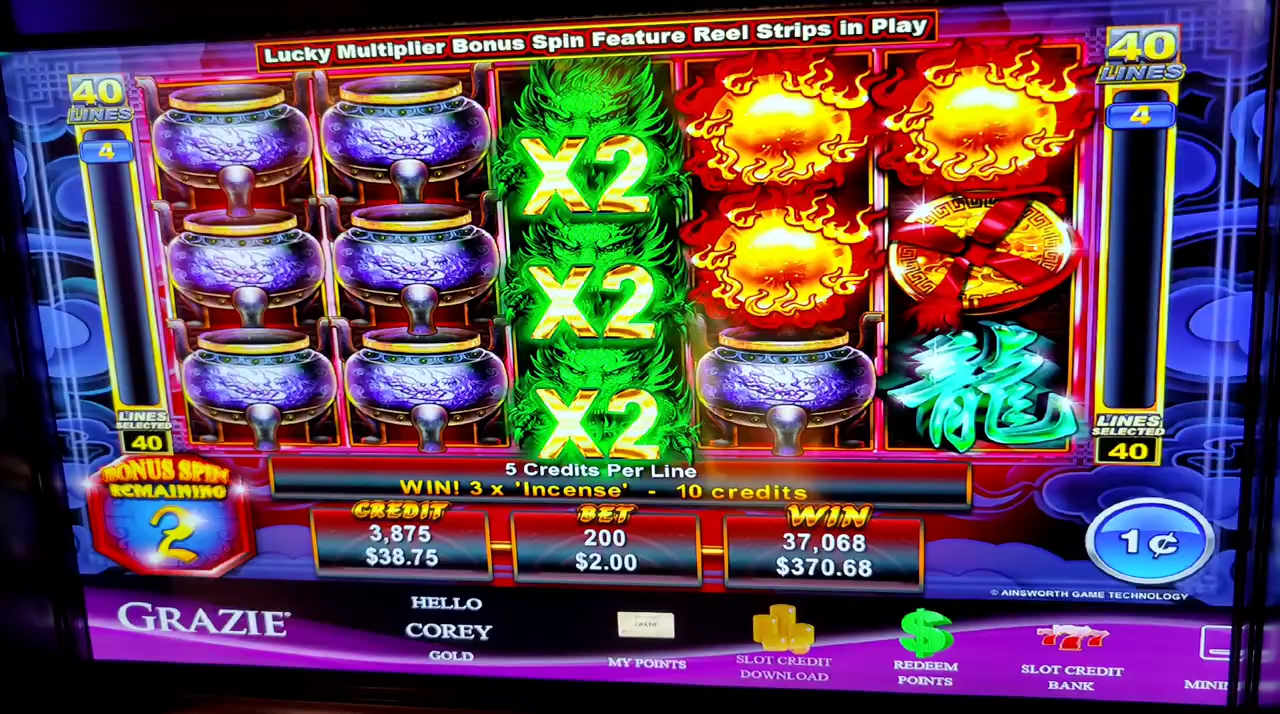 Lucky Multiplier Bonus Spin Feature Reel Strips in Play
40
LINES
4
40
LINES
4
X2
X2
X2
龍
LINES
SELECTED
40
LINES
SELECTED
40
5 Credits Per Line
WIN! 3 x 'Incense' - 10 credits
BONUS SPIN
REMAINING
2
CREDIT
3,875
$38.75
BET
200
$2.00
WIN
37,068
$370.68
1¢
© AINSWORTH GAME TECHNOLOGY
GRAZIE
HELLO
COREY
GOLD
GRAZIE
MY POINTS
SLOT CREDIT
DOWNLOAD
$
REDEEM
POINTS
777
SLOT CREDIT
BANK